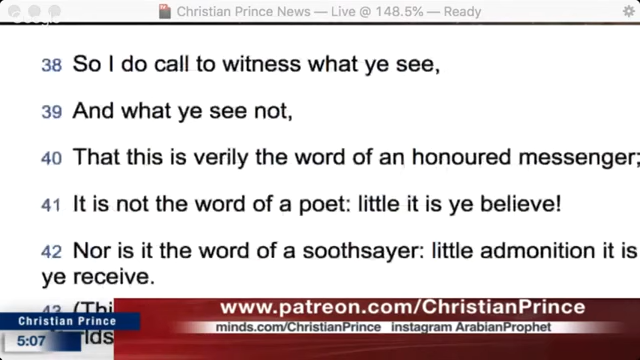 Christian Prince News — Live @ 148.5% — Ready
38 So I do call to witness what ye see,
39 And what ye see not,
40 That this is verily the word of an honoured messenger;
41 It is not the word of a poet: little it is ye believe!
42 Nor is it the word of a soothsayer: little admonition it is
ye receive.
www.patreon.com/ChristianPrince
Christian Prince
minds.com/ChristianPrince instagram ArabianProphet
5:07